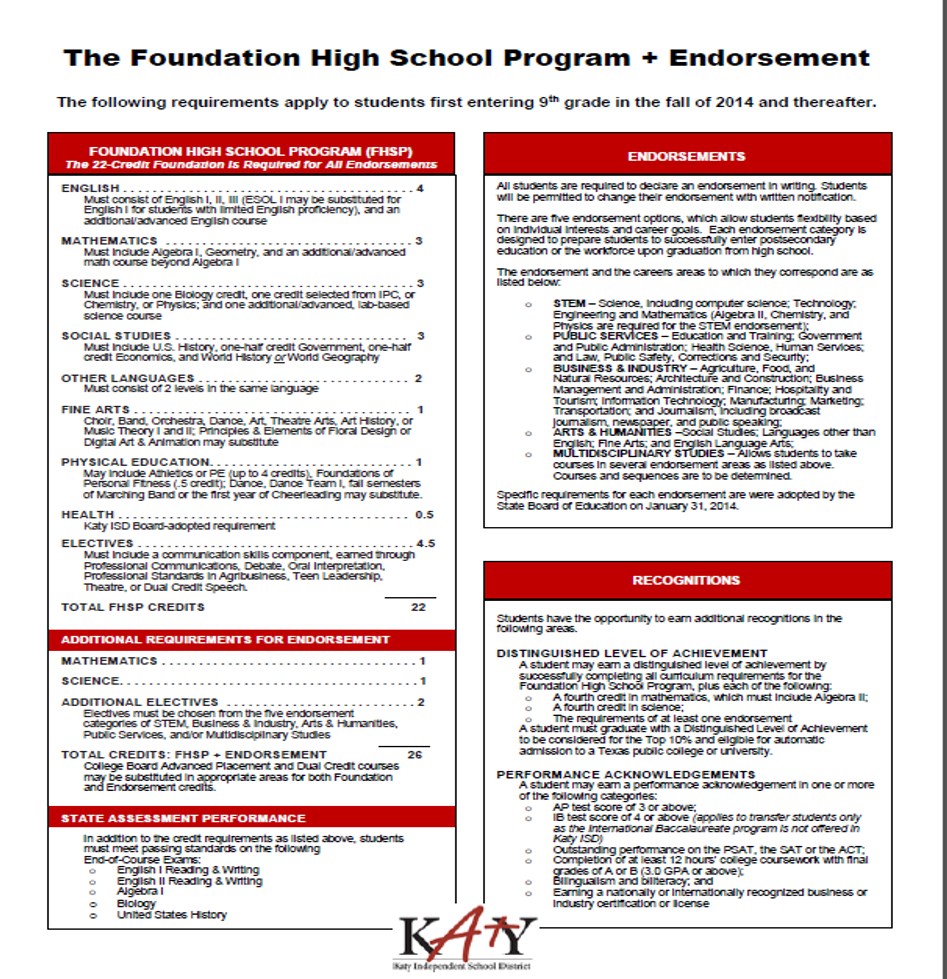 The Foundation High School Program + Endorsement
The following requirements apply to students first entering 9th grade in the fall of 2014 and thereafter.
FOUNDATION HIGH SCHOOL PROGRAM (FHSP)
The 22-Credit Foundation is Required for All Endorsements
ENGLISH . . . . . . . . . . . . . . . . . . . . . . . . . . . . . . . . . . . . . 4
Must consist of English I, II, III (ESOL I may be substituted for
English I for students with limited English proficiency), and an
additional/advanced English course
MATHEMATICS . . . . . . . . . . . . . . . . . . . . . . . . . . . . . . . 3
Must include Algebra I, Geometry, and an additional/advanced
math course beyond Algebra I
SCIENCE . . . . . . . . . . . . . . . . . . . . . . . . . . . . . . . . . . . . . 3
Must include one Biology credit, one credit selected from IPC, or
Chemistry, or Physics; and one additional/advanced, lab-based
science course
SOCIAL STUDIES . . . . . . . . . . . . . . . . . . . . . . . . . . . . . . 3
Must include U.S. History, one-half credit Government, one-half
credit Economics, and World History or World Geography
OTHER LANGUAGES . . . . . . . . . . . . . . . . . . . . . . . . . . . 2
Must consist of 2 levels in the same language
FINE ARTS . . . . . . . . . . . . . . . . . . . . . . . . . . . . . . . . . . . 1
Choir, Band, Orchestra, Dance, Art, Theatre Arts, Art History, or
Music Theory I and II; Principles & Elements of Floral Design or
Digital Art & Animation may substitute
PHYSICAL EDUCATION. . . . . . . . . . . . . . . . . . . . . . . . . . 1
May include Athletics or PE (up to 4 credits), Foundations of
Personal Fitness (.5 credit); Dance, Dance Team I, fall semesters
of Marching Band or the first year of Cheerleading may substitute.
HEALTH . . . . . . . . . . . . . . . . . . . . . . . . . . . . . . . . . . . . . 0.5
Katy ISD Board-adopted requirement
ELECTIVES . . . . . . . . . . . . . . . . . . . . . . . . . . . . . . . . . . . 4.5
Must include a communication skills component, earned through
Professional Communications, Debate, Oral Interpretation,
Professional Standards in Agribusiness, Teen Leadership,
Theatre, or Dual Credit Speech.
TOTAL FHSP CREDITS 22
ADDITIONAL REQUIREMENTS FOR ENDORSEMENT
MATHEMATICS . . . . . . . . . . . . . . . . . . . . . . . . . . . . . . . . 1
SCIENCE. . . . . . . . . . . . . . . . . . . . . . . . . . . . . . . . . . . . . 1
ADDITIONAL ELECTIVES . . . . . . . . . . . . . . . . . . . . . . . . 2
Electives must be chosen from the five endorsement
categories of STEM, Business & Industry, Arts & Humanities,
Public Services, and/or Multidisciplinary Studies
TOTAL CREDITS: FHSP + ENDORSEMENT 26
College Board Advanced Placement and Dual Credit courses
may be substituted in appropriate areas for both Foundation
and Endorsement credits.
STATE ASSESSMENT PERFORMANCE
In addition to the credit requirements as listed above, students
must meet passing standards on the following
End-of-Course Exams:
o English I Reading & Writing
o English II Reading & Writing
o Algebra I
o Biology
o United States History
ENDORSEMENTS
All students are required to declare an endorsement in writing. Students
will be permitted to change their endorsement with written notification.
There are five endorsement options, which allow students flexibility based
on individual interests and career goals. Each endorsement category is
designed to prepare students to successfully enter postsecondary
education or the workforce upon graduation from high school.
The endorsement and the careers areas to which they correspond are as
listed below:
o STEM – Science, including computer science; Technology;
Engineering and Mathematics (Algebra II, Chemistry, and
Physics are required for the STEM endorsement);
o PUBLIC SERVICES – Education and Training; Government
and Public Administration; Health Science, Human Services;
and Law, Public Safety, Corrections and Security;
o BUSINESS & INDUSTRY – Agriculture, Food, and
Natural Resources; Architecture and Construction; Business
Management and Administration; Finance; Hospitality and
Tourism; Information Technology; Manufacturing; Marketing;
Transportation; and Journalism, including broadcast
journalism, newspaper, and public speaking;
o ARTS & HUMANITIES –Social Studies; Languages other than
English; Fine Arts; and English Language Arts;
o MULTIDISCIPLINARY STUDIES – Allows students to take
courses in several endorsement areas as listed above.
Courses and sequences are to be determined.
Specific requirements for each endorsement are were adopted by the
State Board of Education on January 31, 2014.
RECOGNITIONS
Students have the opportunity to earn additional recognitions in the
following areas.
DISTINGUISHED LEVEL OF ACHIEVEMENT
A student may earn a distinguished level of achievement by
successfully completing all curriculum requirements for the
Foundation High School Program, plus each of the following:
o A fourth credit in mathematics, which must include Algebra II;
o A fourth credit in science;
o The requirements of at least one endorsement
A student must graduate with a Distinguished Level of Achievement
to be considered for the Top 10% and eligible for automatic
admission to a Texas public college or university.
PERFORMANCE ACKNOWLEDGEMENTS
A student may earn a performance acknowledgement in one or more
of the following categories:
o AP test score of 3 or above;
o IB test score of 4 or above (applies to transfer students only
as the International Baccalaureate program is not offered in
Katy ISD)
o Outstanding performance on the PSAT, the SAT or the ACT;
o Completion of at least 12 hours' college coursework with final
grades of A or B (3.0 GPA or above);
o Bilingualism and biliteracy; and
o Earning a nationally or internationally recognized business or
industry certification or license
KATY
Katy Independent School District